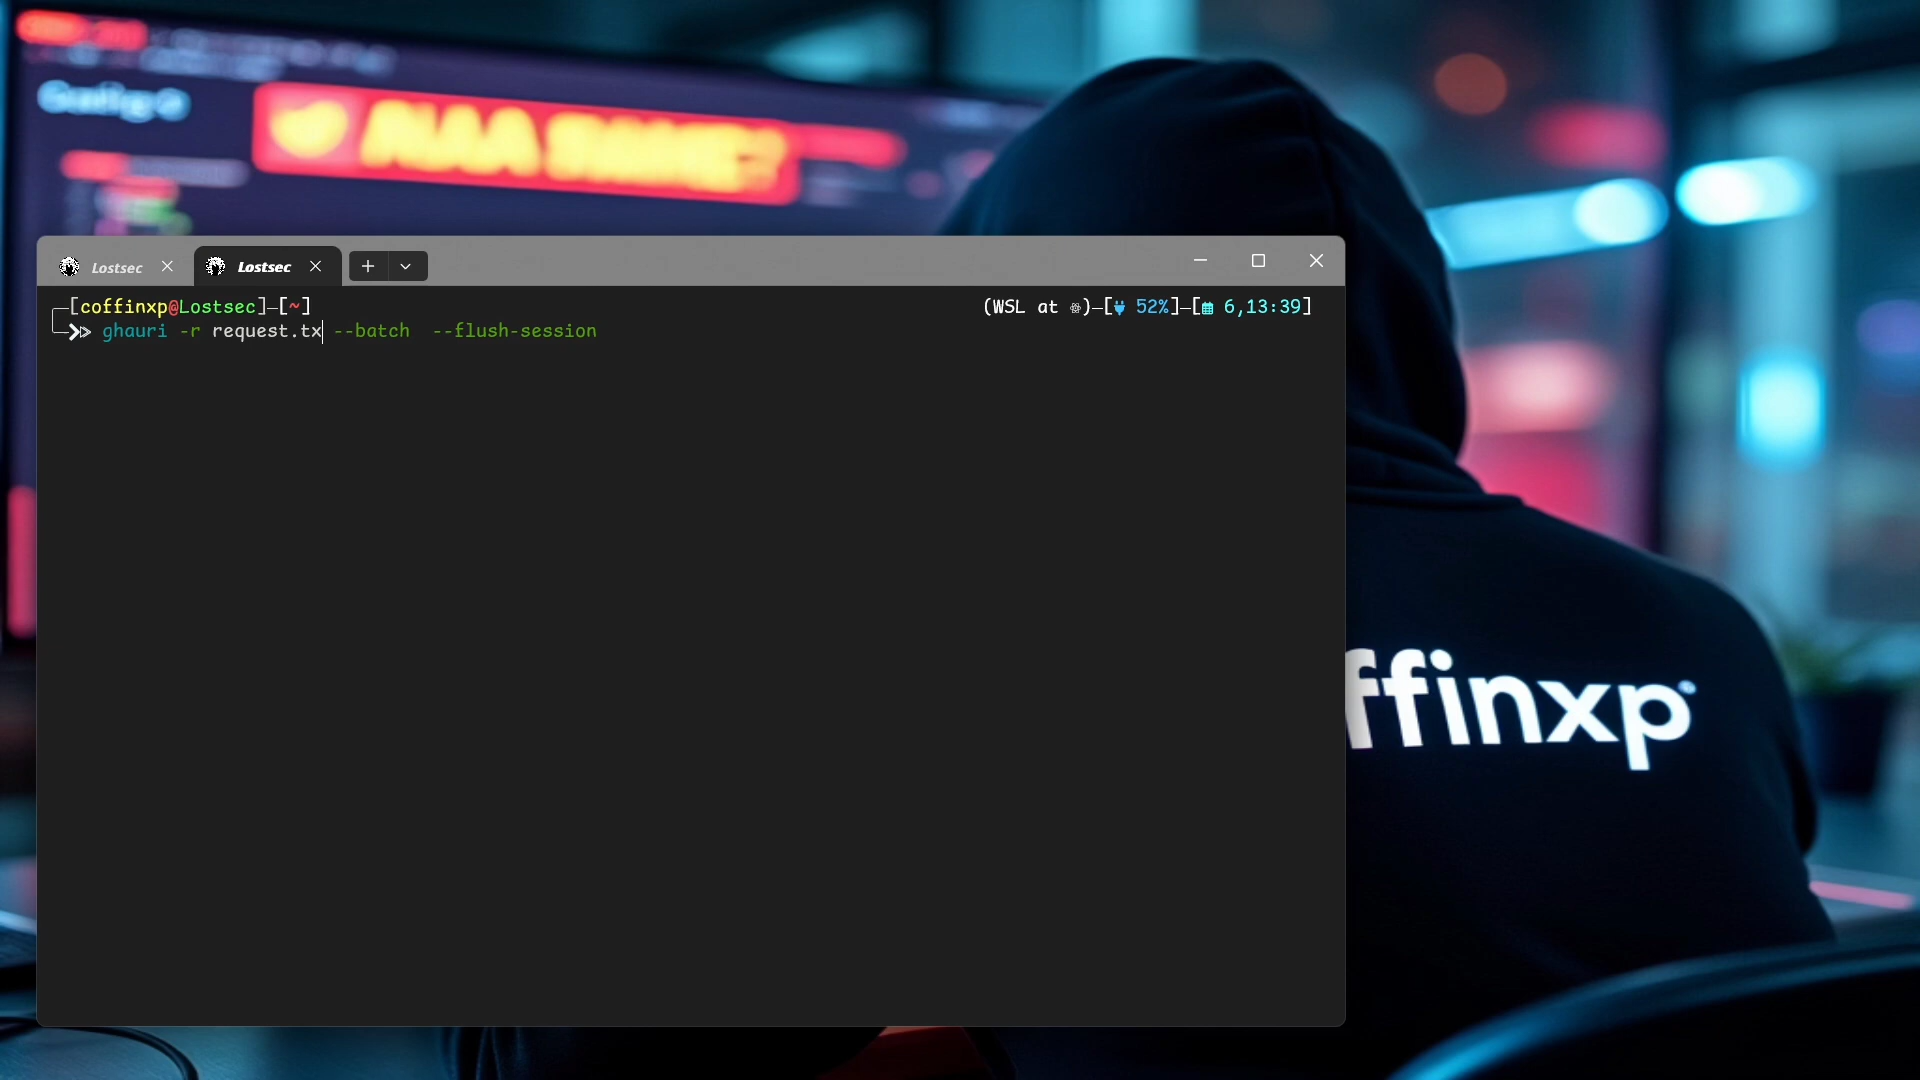 Lostsec
Lostsec
[coffinxp@Lostsec]–[~]
(WSL at ⚛)–[52%]–[6,13:39]
ghauri -r request.tx --batch  --flush-session
ffinxp